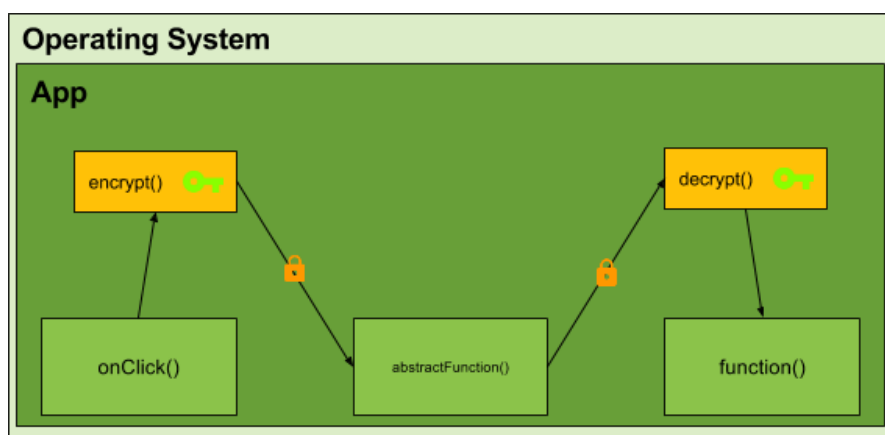 Operating System
App
encrypt()
decrypt()
onClick()
abstractFunction()
function()